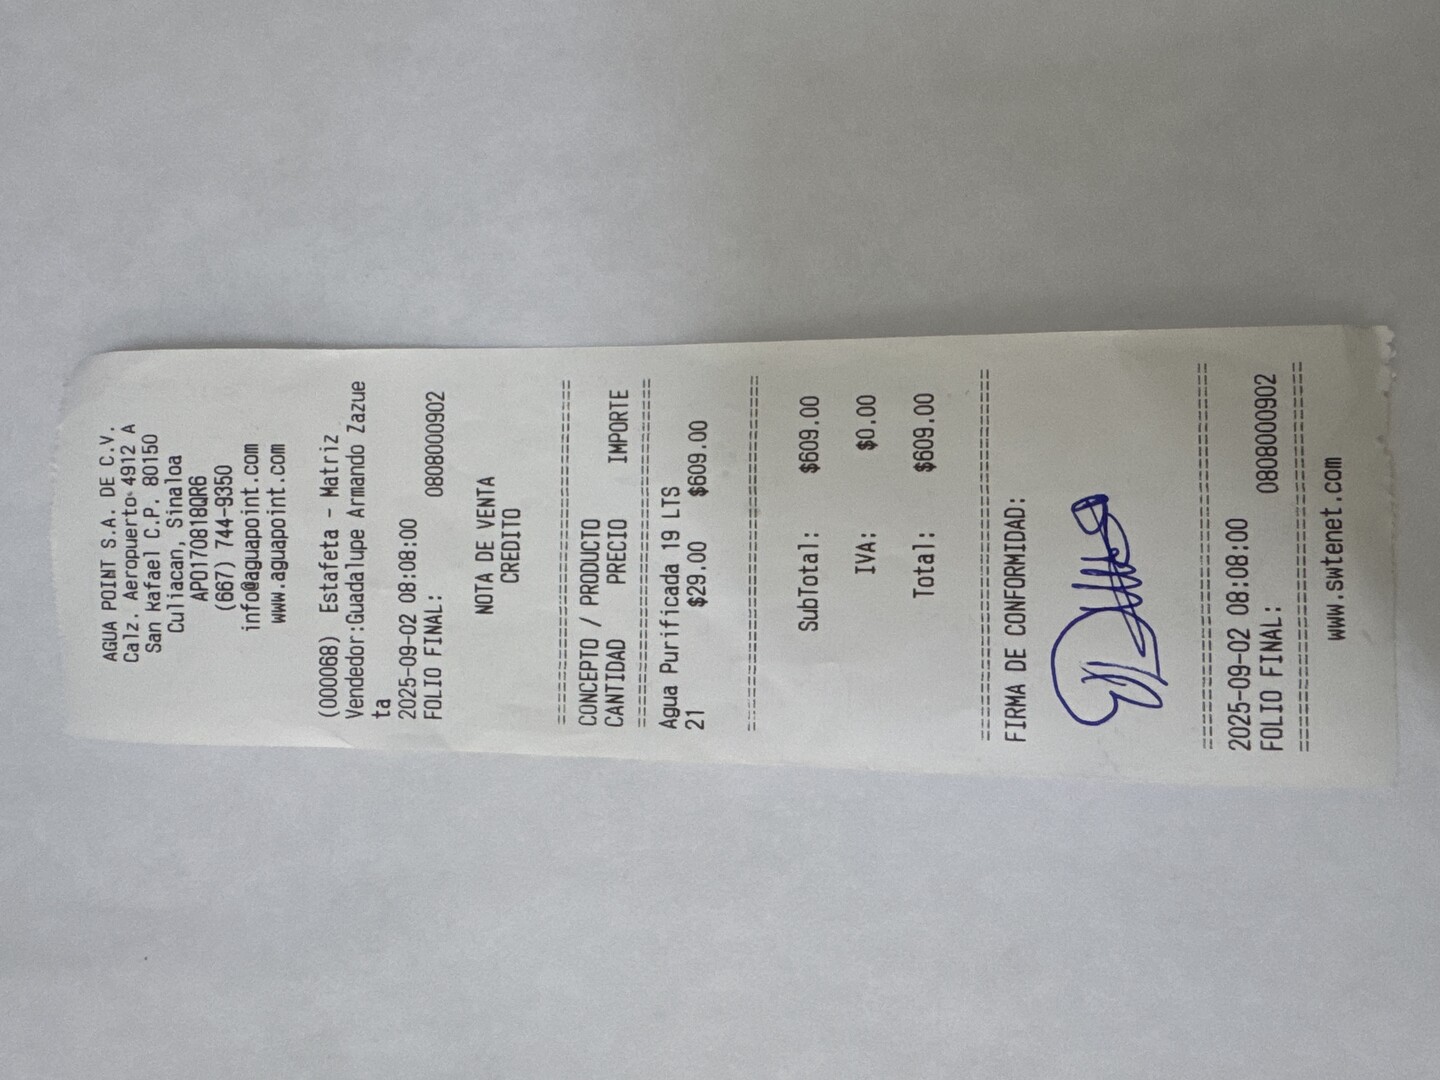 AGUA POINT S.A. DE C.V.
Calz. Aeropuerto 4912 A
San Rafael C.P. 80150
Culiacan, Sinaloa
APO170818QR6
(667) 744-9350
info@aguapoint.com
www.aguapoint.com
(000068) Estafeta - Matriz
Vendedor:Guadalupe Armando Zazue
ta
2025-09-02 08:08:00
FOLIO FINAL: 0808000902
NOTA DE VENTA
CREDITO
================================
CONCEPTO / PRODUCTO
CANTIDAD PRECIO IMPORTE
================================
Agua Purificada 19 LTS
21 $29.00 $609.00
================================
SubTotal: $609.00
IVA: $0.00
Total: $609.00
================================
FIRMA DE CONFORMIDAD:
================================
2025-09-02 08:08:00
FOLIO FINAL: 0808000902
================================
www.swtenet.com